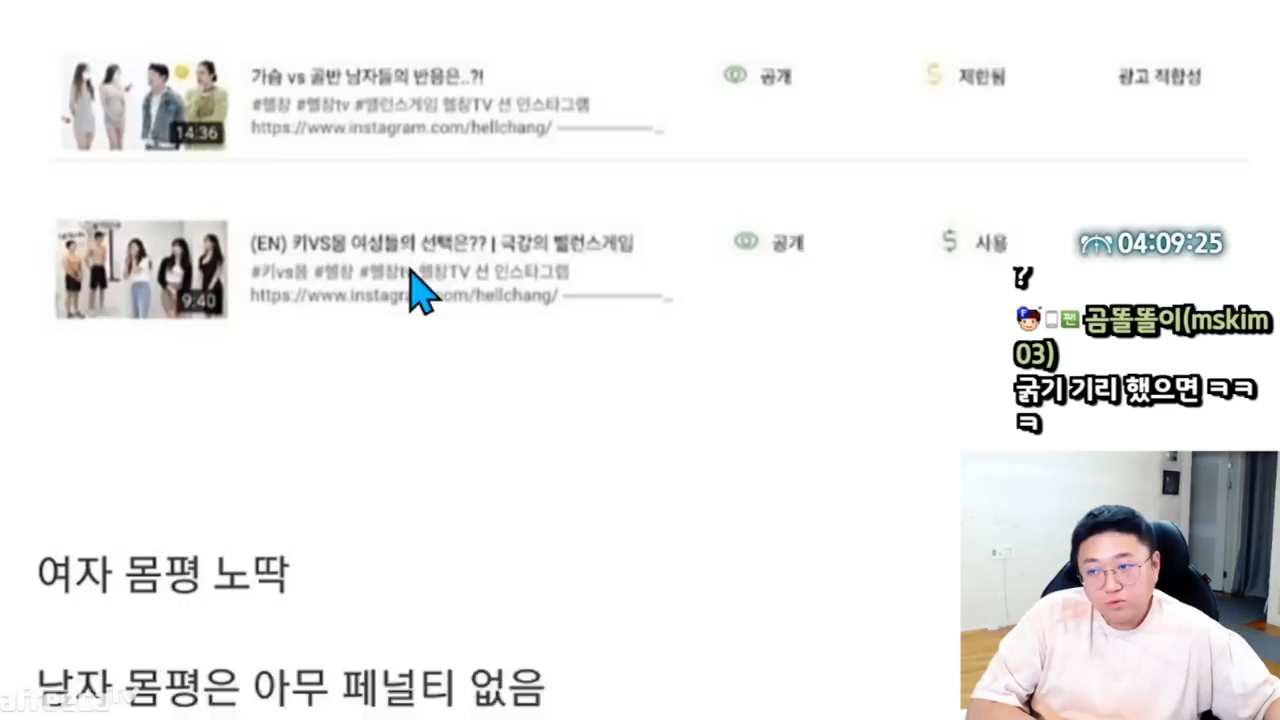 가슴 vs 골반 남자들의 반응은..?!
#헬창 #헬창tv #밸런스게임 헬창TV 션 인스타그램
https://www.instagram.com/hellchang/ ──────...
14:36
공개
제한됨
광고 적합성
(EN) 키VS몸 여성들의 선택은?? | 극강의 밸런스게임
#키vs몸 #헬창 #헬창tv 헬창TV 션 인스타그램
https://www.instagram.com/hellchang/ ──────...
9:40
공개
사용
04:09:25
?
팬 곰똘똘이(mskim
03)
굵기 기리 했으면 ㅋㅋ
ㅋ
여자 몸평 노딱
남자 몸평은 아무 페널티 없음
afreecaTV